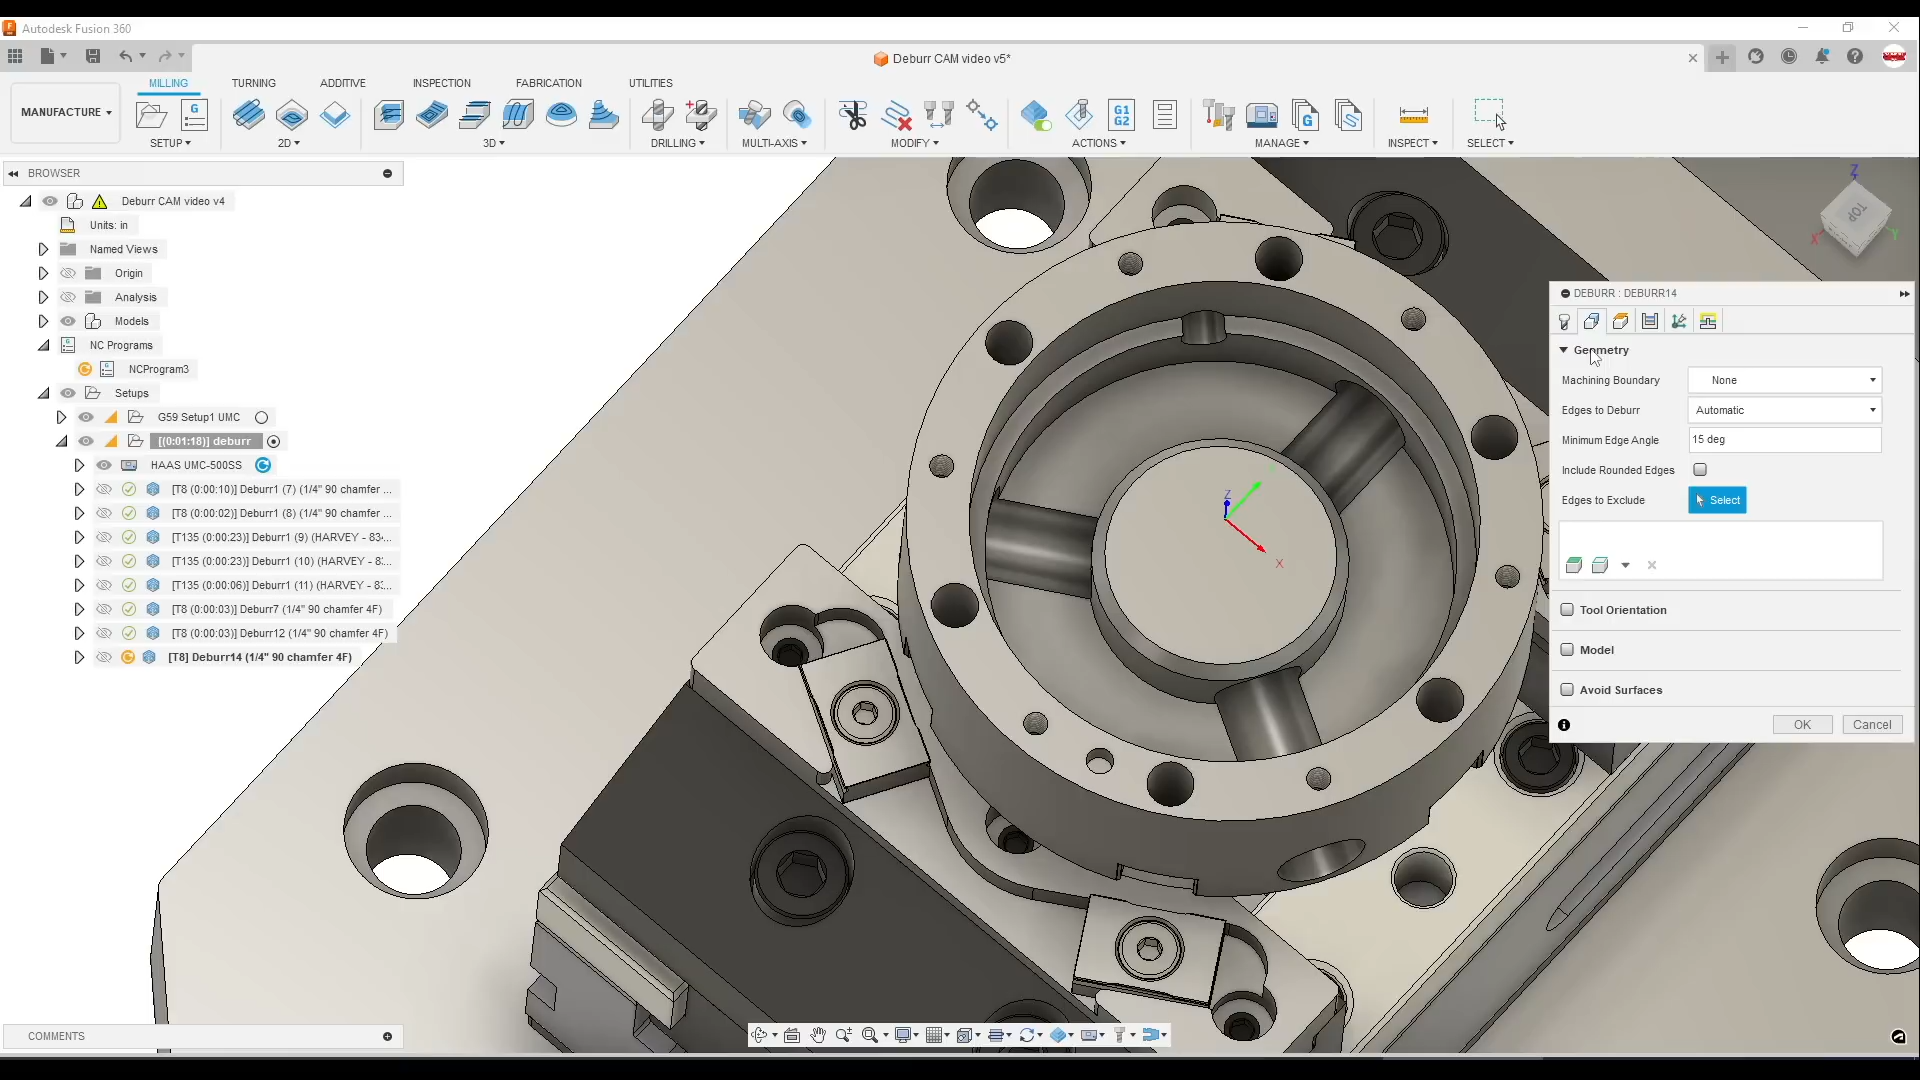 Autodesk Fusion 360
Deburr CAM video v5*
MILLING TURNING ADDITIVE INSPECTION FABRICATION UTILITIES
MANUFACTURE
G
G1
G2
G
SETUP 2D 3D DRILLING MULTI-AXIS MODIFY ACTIONS MANAGE INSPECT SELECT
BROWSER
Deburr CAM video v4
Units: in
Named Views
Origin
Analysis
Models
NC Programs
NCProgram3
Setups
G59 Setup1 UMC
[(0:01:18)] deburr
HAAS UMC-500SS
[T8 (0:00:10)] Deburr1 (7) (1/4" 90 chamfer ...
[T8 (0:00:02)] Deburr1 (8) (1/4" 90 chamfer ...
[T135 (0:00:23)] Deburr1 (9) (HARVEY - 834...
[T135 (0:00:23)] Deburr1 (10) (HARVEY - 8...
[T135 (0:00:06)] Deburr1 (11) (HARVEY - 8...
[T8 (0:00:03)] Deburr7 (1/4" 90 chamfer 4F)
[T8 (0:00:03)] Deburr12 (1/4" 90 chamfer 4F)
[T8] Deburr14 (1/4" 90 chamfer 4F)
COMMENTS
Z
X
Z
TOP
X
Y
DEBURR : DEBURR14
Geometry
Machining Boundary None
Edges to Deburr Automatic
Minimum Edge Angle 15 deg
Include Rounded Edges
Edges to Exclude Select
Tool Orientation
Model
Avoid Surfaces
OK Cancel